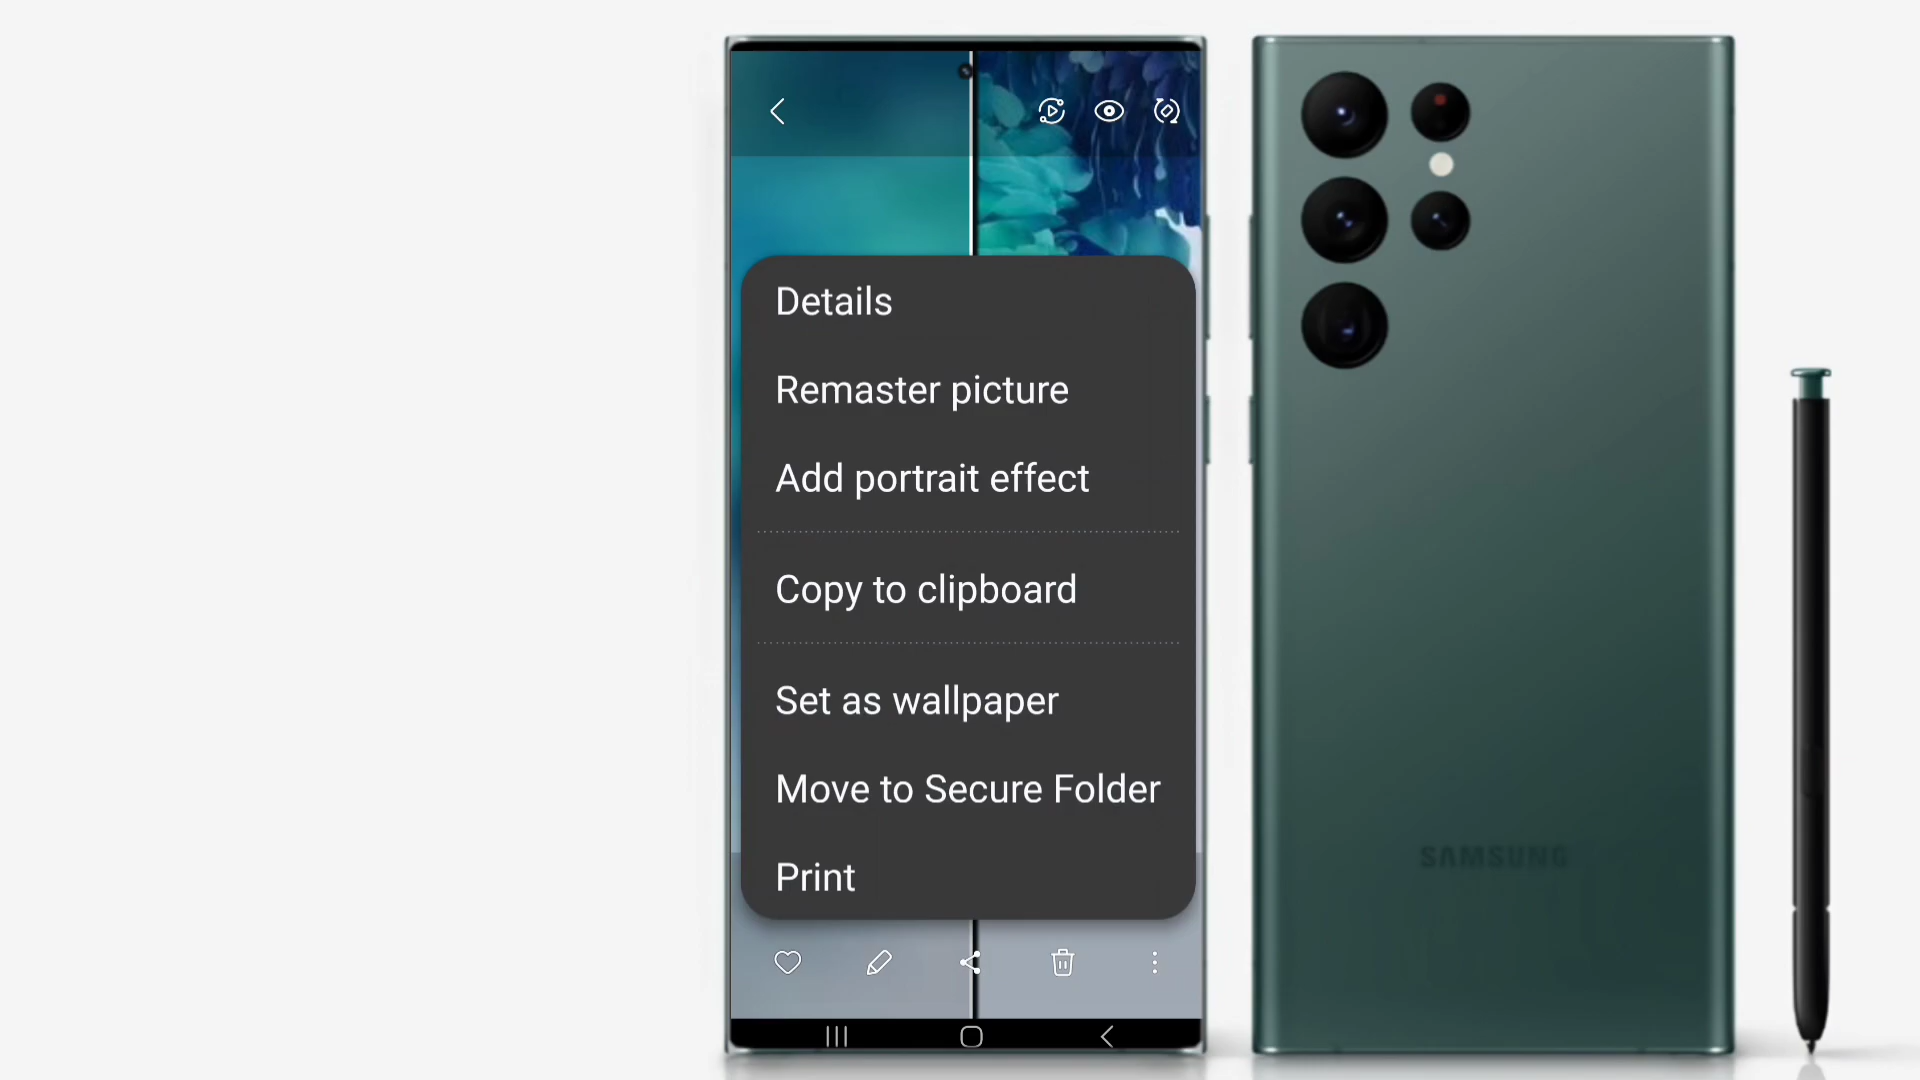 Details
Remaster picture
Add portrait effect
Copy to clipboard
Set as wallpaper
Move to Secure Folder
Print
SAMSUNG